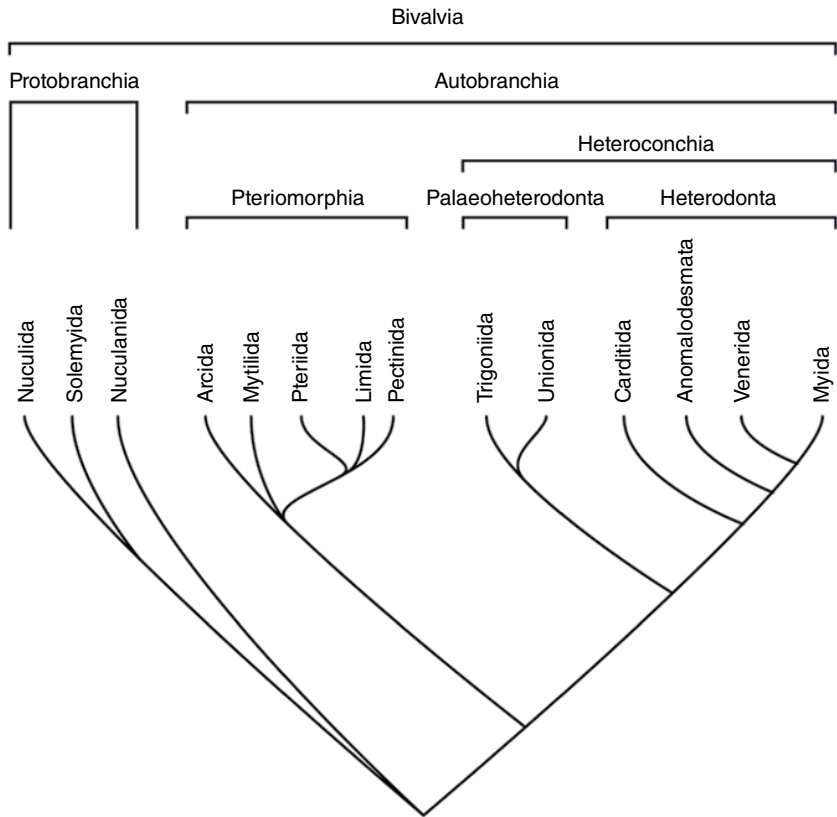 Bivalvia
Protobranchia
Autobranchia
Heteroconchia
Pteriomorphia
Palaeoheterodonta
Heterodonta
Nuculida
Solemyida
Nuculanida
Arcida
Mytilida
Pteriida
Limida
Pectinida
Trigoniida
Unionida
Carditida
Anomalodesmata
Venerida
Myida